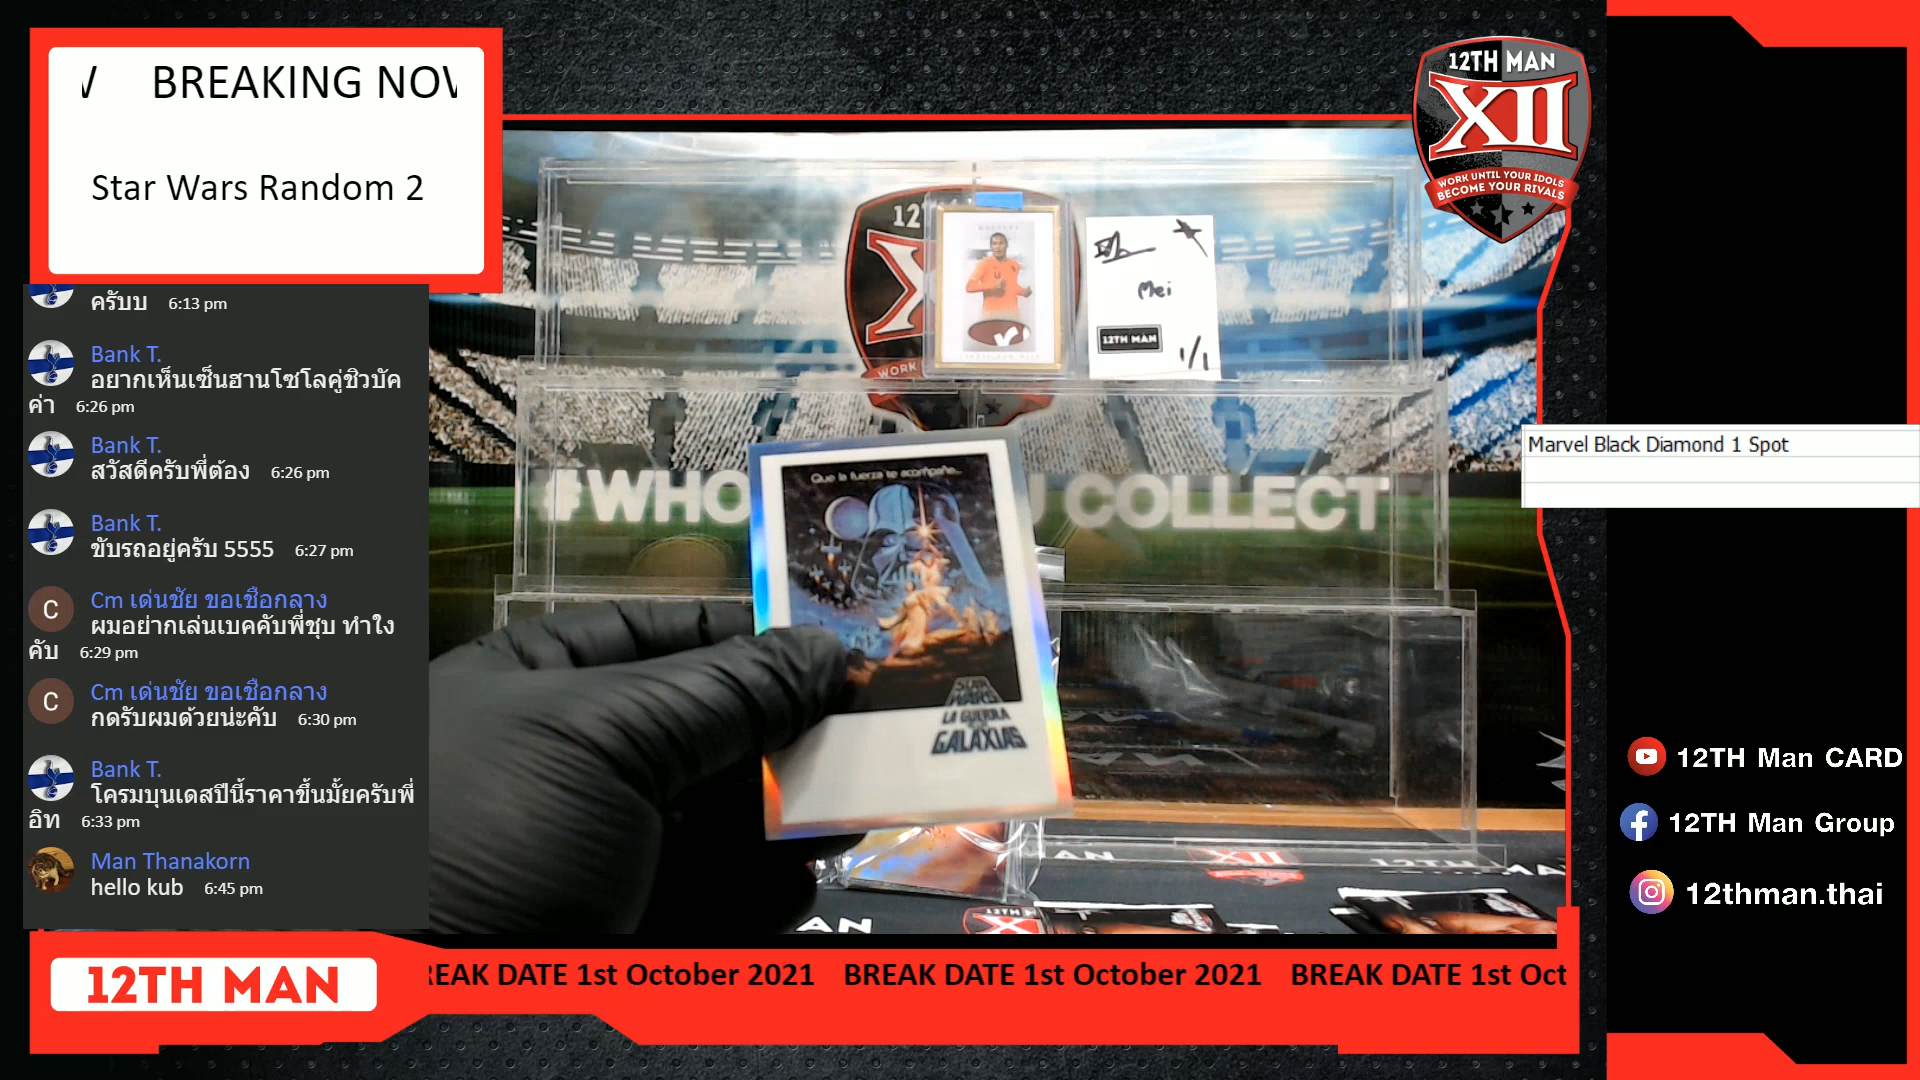 BREAKING NOW
Star Wars Random 2
ครับบ 6:13 pm
Bank T.
อยากเห็นเซ็นฮานโซโลคู่ชิวบัค
ค่า 6:26 pm
Bank T.
สวัสดีครับพี่ต้อง 6:26 pm
Bank T.
ขับรถอยู่ครับ 5555 6:27 pm
C
Cm เด่นชัย ขอเชื่อกลาง
ผมอย่ากเล่นเบคคับพี่ชุบ ทำใง
คับ 6:29 pm
C
Cm เด่นชัย ขอเชื่อกลาง
กดรับผมด้วยน่ะคับ 6:30 pm
Bank T.
โครมบุนเดสปีนี้ราคาขึ้นมั้ยครับพี่
อิท 6:33 pm
Man Thanakorn
hello kub 6:45 pm
12TH MAN
XII
WORK UNTIL YOUR IDOLS
BECOME YOUR RIVALS
Mei
12TH MAN
1/1
WORK
#WHO U COLLECT
Que la fuerza te acompañe...
STAR
WARS
LA GUERRA
GALAXIAS
Marvel Black Diamond 1 Spot
12TH Man CARD
12TH Man Group
12thman.thai
12TH MAN
REAK DATE 1st October 2021 BREAK DATE 1st October 2021 BREAK DATE 1st Oct